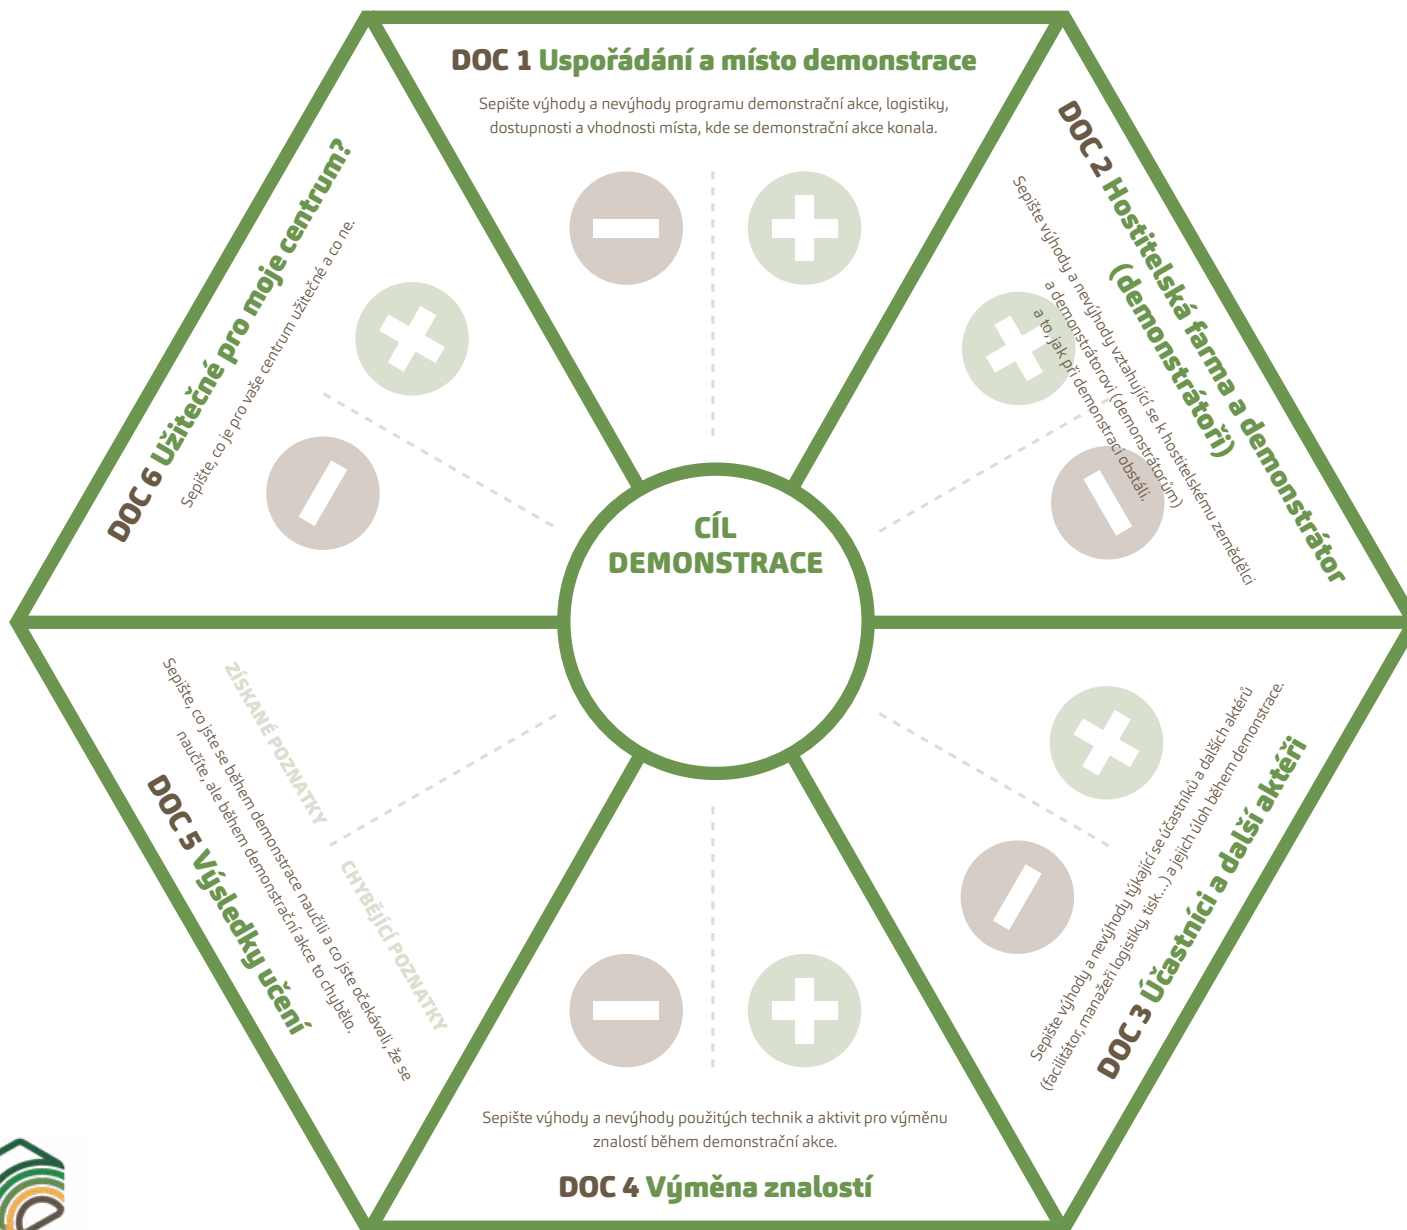 DOC 1 Uspořádání a místo demonstrace
Sepište výhody a nevýhody programu demonstrační akce, logistiky,
dostupnosti a vhodnosti místa, kde se demonstrační akce konala.
DOC 2 Hostitelská farma a demonstrátor
(demonstrátoři)
Sepište výhody a nevýhody vztahující se k hostitelskému zemědělci
a demonstrátorovi (demonstrátorům)
a to, jak při demonstraci obstáli.
DOC 3 Účastníci a další aktéři
Sepište výhody a nevýhody týkající se účastníků a dalších aktérů
(facilitátor, manažeři logistiky, tisk…) a jejich úloh během demonstrace.
Sepište výhody a nevýhody použitých technik a aktivit pro výměnu
znalostí během demonstrační akce.
DOC 4 Výměna znalostí
DOC 5 Výsledky učení
Sepište, co jste se během demonstrace naučili a co jste očekávali, že se
naučíte, ale během demonstrační akce to chybělo.
ZÍSKANÉ POZNATKY
CHYBĚJÍCÍ POZNATKY
DOC 6 Užitečné pro moje centrum?
Sepište, co je pro vaše centrum užitečné a co ne.
CÍL
DEMONSTRACE